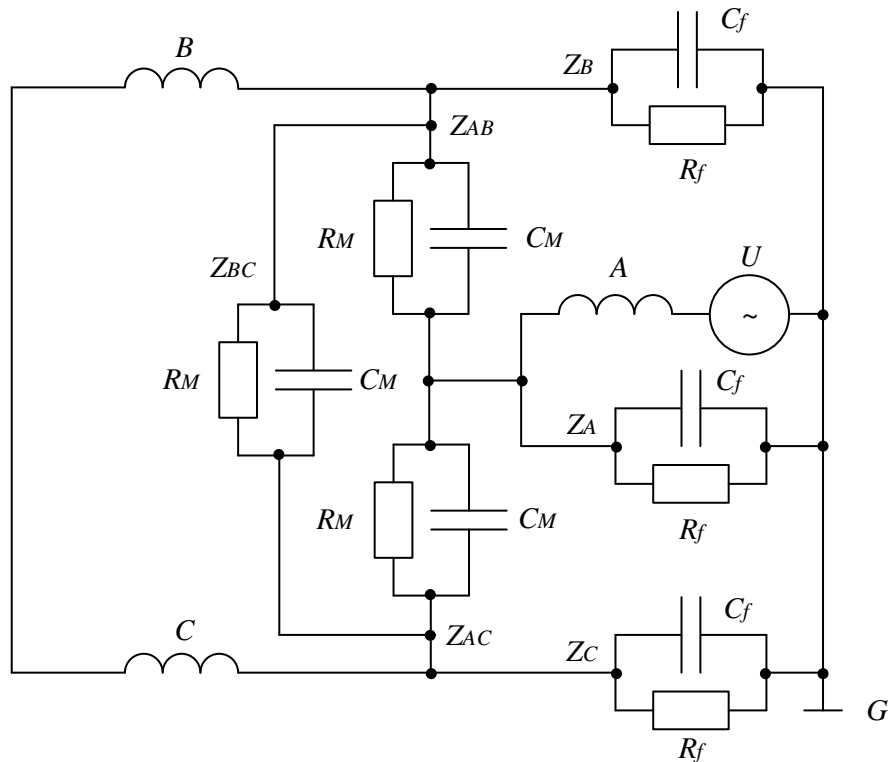 Cf
B
ZB
ZAB
Rf
RM
CM
A
U
ZBC
~
RM
CM
Cf
ZA
RM
CM
Rf
Cf
C
ZAC
ZC
G
Rf